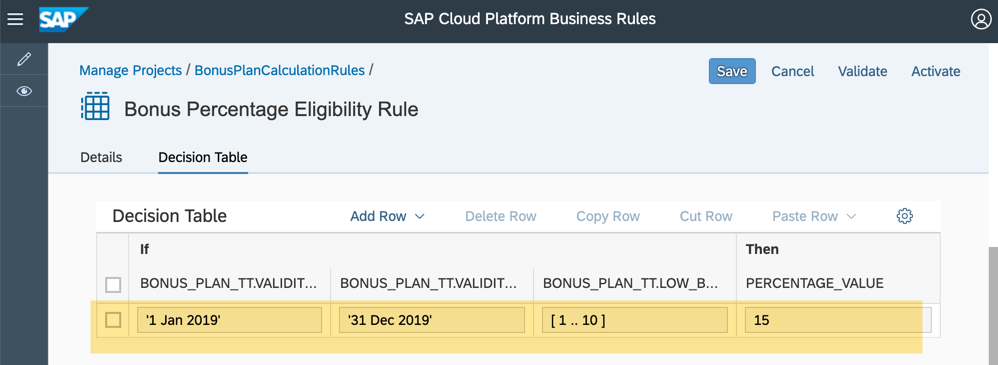 SAP SAP Cloud Platform Business Rules
Manage Projects / BonusPlanCalculationRules / Save Cancel Validate Activate
Bonus Percentage Eligibility Rule
Details Decision Table
Decision Table Add Row Delete Row Copy Row Cut Row Paste Row
If Then
BONUS_PLAN_TT.VALIDIT... BONUS_PLAN_TT.VALIDIT... BONUS_PLAN_TT.LOW_B... PERCENTAGE_VALUE
'1 Jan 2019' '31 Dec 2019' [ 1 .. 10 ] 15